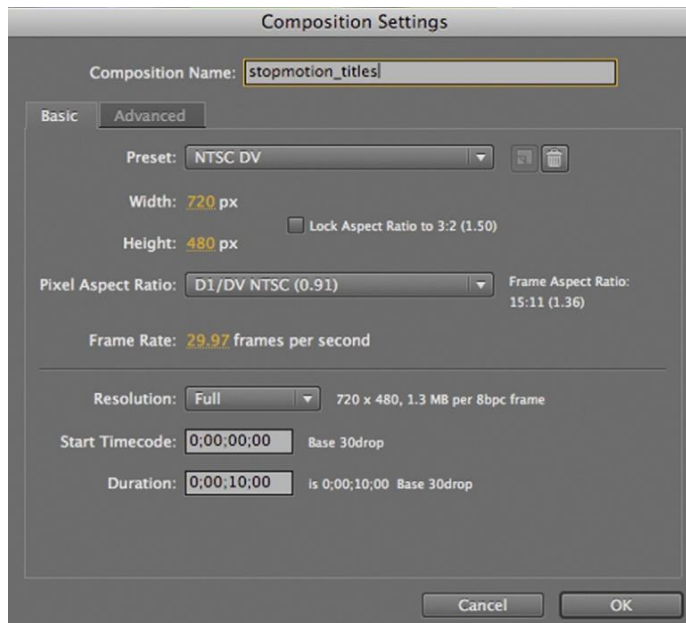 Composition Settings
Composition Name: stopmotion_titles
Basic Advanced
Preset: NTSC DV
Width: 720 px
Lock Aspect Ratio to 3:2 (1.50)
Height: 480 px
Pixel Aspect Ratio: D1/DV NTSC (0.91) Frame Aspect Ratio:
15:11 (1.36)
Frame Rate: 29.97 frames per second
Resolution: Full 720 x 480, 1.3 MB per 8bpc frame
Start Timecode: 0;00;00;00 Base 30drop
Duration: 0;00;10;00 is 0;00;10;00 Base 30drop
Cancel OK